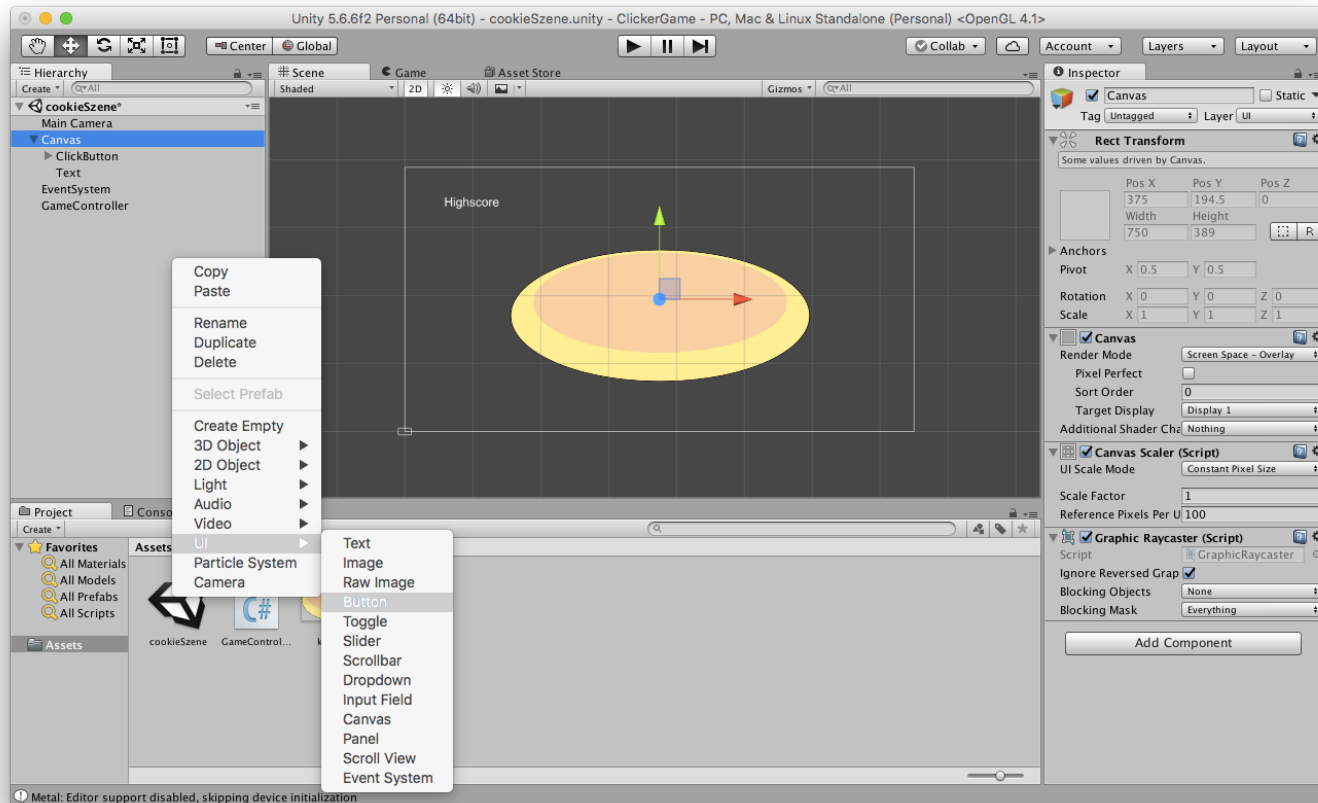 Unity 5.6.6f2 Personal (64bit) - cookieSzene.unity - ClickerGame - PC, Mac & Linux Standalone (Personal) <OpenGL 4.1>
Center Global Collab Account Layers Layout
Hierarchy
Create All
cookieSzene*
Main Camera
Canvas
ClickButton
Text
EventSystem
GameController
Scene Game Asset Store
Shaded 2D Gizmos All
Highscore
Copy
Paste
Rename
Duplicate
Delete
Select Prefab
Create Empty
3D Object
2D Object
Light
Audio
Video
UI
Particle System
Camera
Text
Image
Raw Image
Button
Toggle
Slider
Scrollbar
Dropdown
Input Field
Canvas
Panel
Scroll View
Event System
Project Conso
Create
Favorites
All Materials
All Models
All Prefabs
All Scripts
Assets
Assets
cookieSzene GameControl... k
C#
Inspector
Canvas Static
Tag Untagged Layer UI
Rect Transform
Some values driven by Canvas.
Pos X Pos Y Pos Z
375 194.5 0
Width Height
750 389 R
Anchors
Pivot X 0.5 Y 0.5
Rotation X 0 Y 0 Z 0
Scale X 1 Y 1 Z 1
Canvas
Render Mode Screen Space - Overlay
Pixel Perfect
Sort Order 0
Target Display Display 1
Additional Shader Cha Nothing
Canvas Scaler (Script)
UI Scale Mode Constant Pixel Size
Scale Factor 1
Reference Pixels Per U 100
Graphic Raycaster (Script)
Script GraphicRaycaster
Ignore Reversed Grap
Blocking Objects None
Blocking Mask Everything
Add Component
Metal: Editor support disabled, skipping device initialization